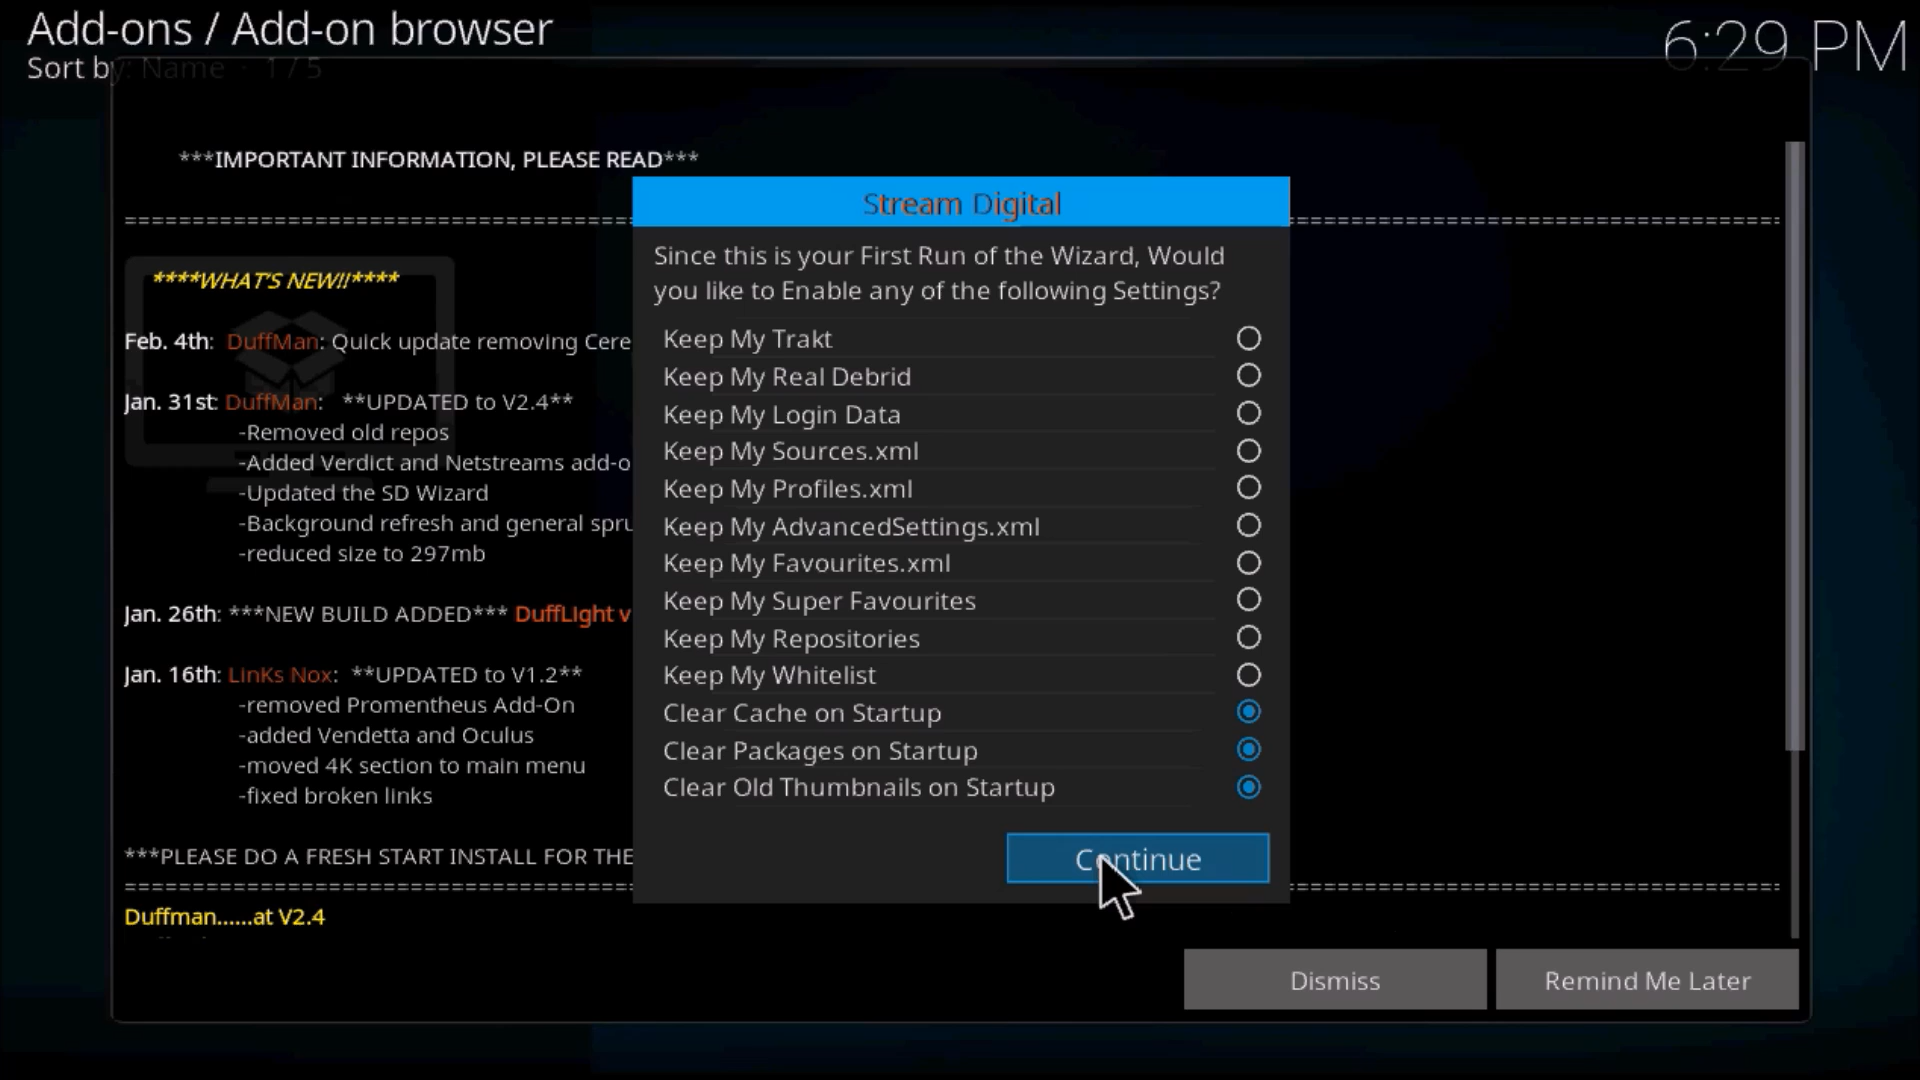 Add-ons / Add-on browser
Sort by: Name · 1 / 5
6:29 PM
***IMPORTANT INFORMATION, PLEASE READ***
****WHAT'S NEW!!****
Feb. 4th: DuffMan: Quick update removing Cere
Jan. 31st: DuffMan: **UPDATED to V2.4**
-Removed old repos
-Added Verdict and Netstreams add-o
-Updated the SD Wizard
-Background refresh and general spru
-reduced size to 297mb
Jan. 26th: ***NEW BUILD ADDED*** DuffLIght v
Jan. 16th: LinKs Nox: **UPDATED to V1.2**
-removed Promentheus Add-On
-added Vendetta and Oculus
-moved 4K section to main menu
-fixed broken links
***PLEASE DO A FRESH START INSTALL FOR THE
Duffman......at V2.4
Stream Digital
Since this is your First Run of the Wizard, Would
you like to Enable any of the following Settings?
Keep My Trakt
Keep My Real Debrid
Keep My Login Data
Keep My Sources.xml
Keep My Profiles.xml
Keep My AdvancedSettings.xml
Keep My Favourites.xml
Keep My Super Favourites
Keep My Repositories
Keep My Whitelist
Clear Cache on Startup
Clear Packages on Startup
Clear Old Thumbnails on Startup
Continue
Dismiss
Remind Me Later